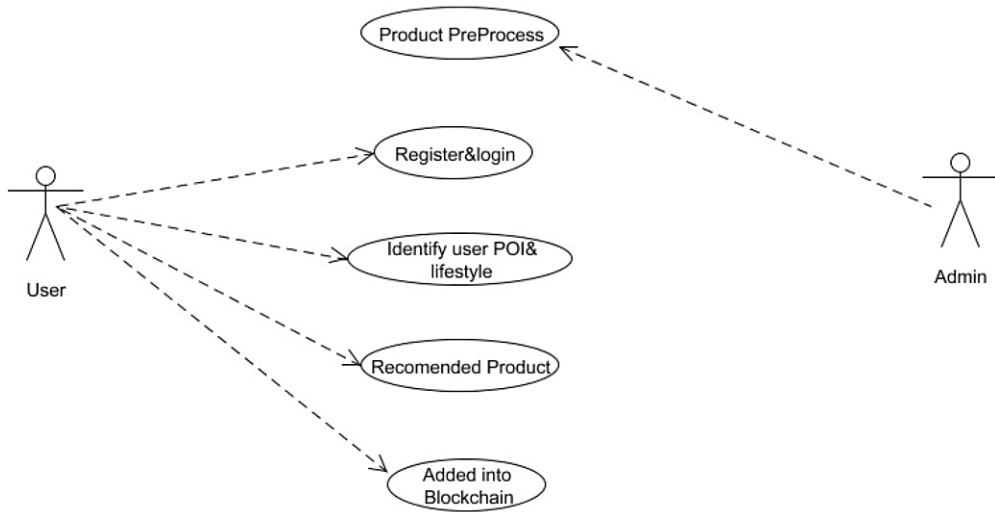 Product PreProcess
Register&login
Identify user POI&
lifestyle
User
Admin
Recomended Product
Added into
Blockchain